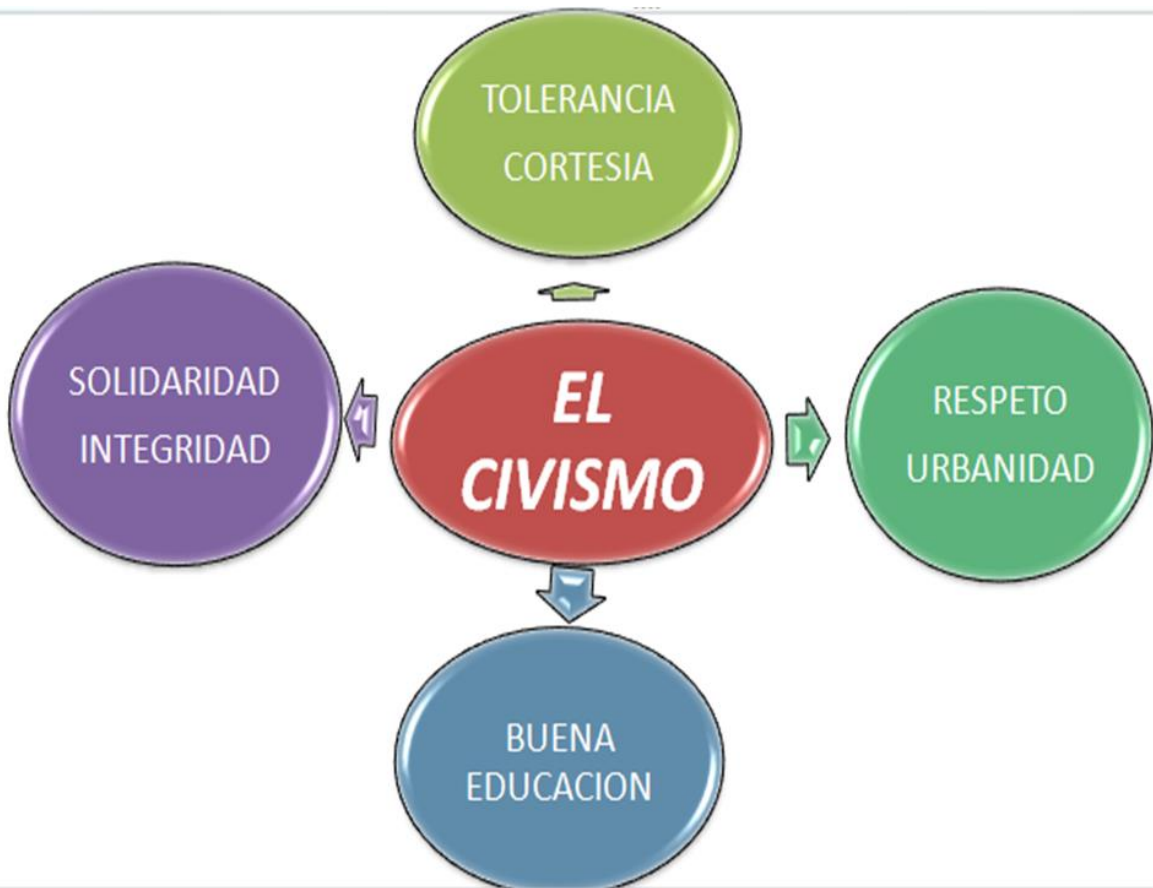 TOLERANCIA
CORTESIA
SOLIDARIDAD
INTEGRIDAD
EL
CIVISMO
RESPETO
URBANIDAD
BUENA
EDUCACION